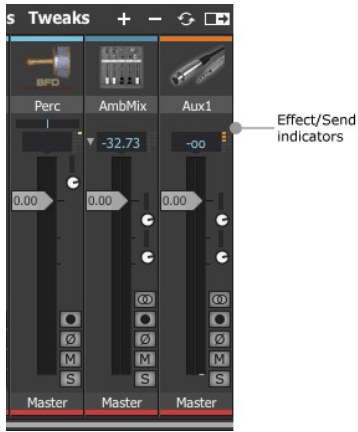 s Tweaks + −
BFD
Perc AmbMix Aux1
Effect/Send
indicators
-32.73 -oo
0.00 0.00 0.00
Ø Ø Ø
M M M
S S S
Master Master Master